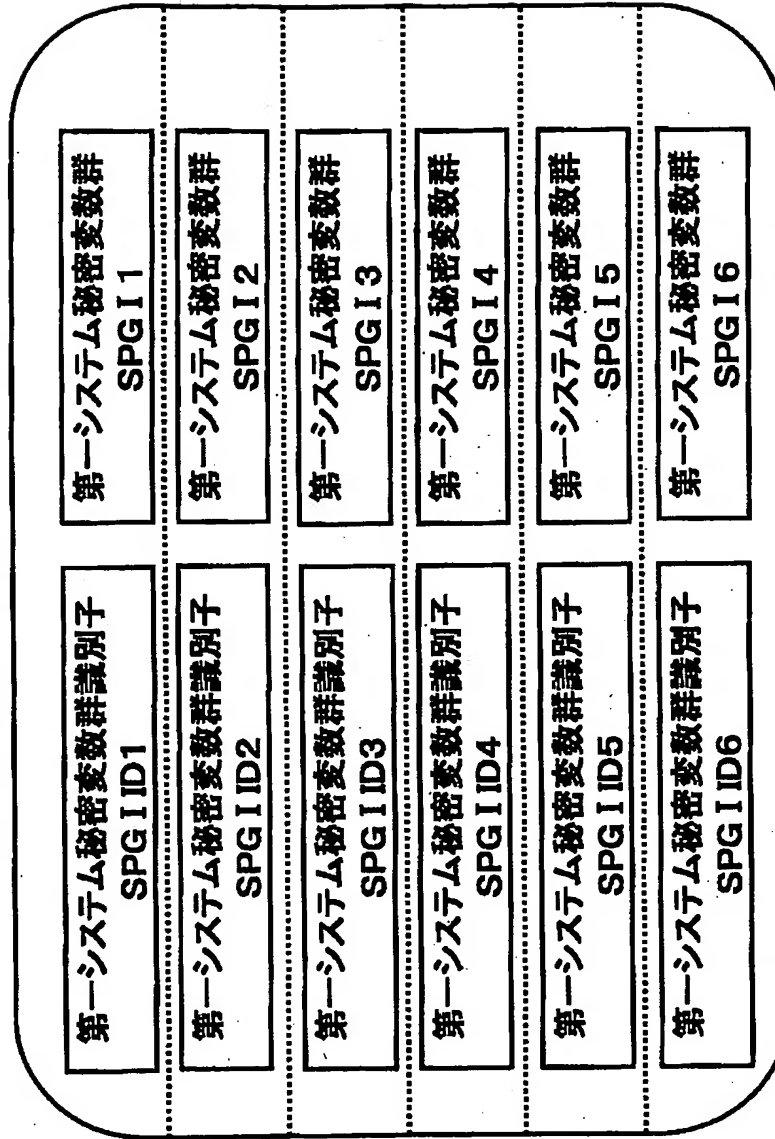 第一システム秘密変数群識別子
SPGIID1
第一システム秘密変数群
SPGI1
第一システム秘密変数群識別子
SPGIID2
第一システム秘密変数群
SPGI2
第一システム秘密変数群識別子
SPGIID3
第一システム秘密変数群
SPGI3
第一システム秘密変数群識別子
SPGIID4
第一システム秘密変数群
SPGI4
第一システム秘密変数群識別子
SPGIID5
第一システム秘密変数群
SPGI5
第一システム秘密変数群識別子
SPGIID6
第一システム秘密変数群
SPGI6